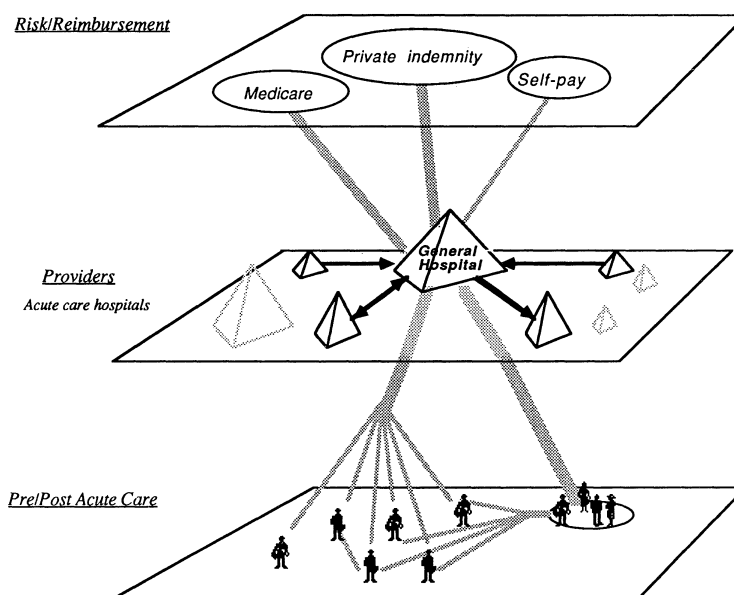 Risk/Reimbursement
Private indemnity
Medicare
Self-pay
General
Hospital
Providers
Acute care hospitals
Pre/Post Acute Care